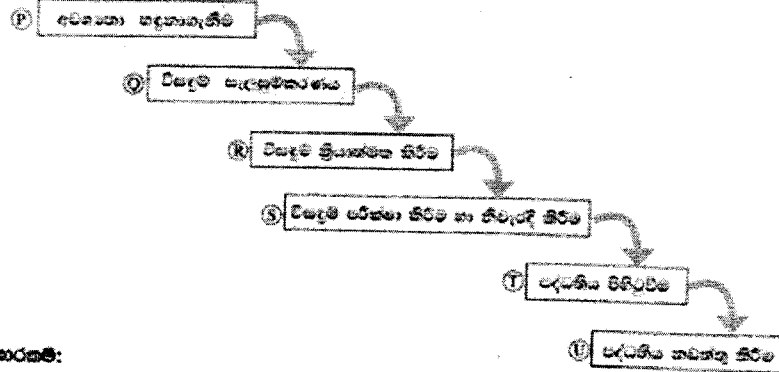 Ⓟ අවශ්‍යතා හඳුනාගැනීම
Ⓠ විසඳුම සැලසුම්කරණය
Ⓡ විසඳුම ක්‍රියාත්මක කිරීම
Ⓢ විසඳුම පරීක්ෂා කිරීම හා නිවැරදි කිරීම
Ⓣ පද්ධතිය පිහිටුවීම
Ⓤ පද්ධතිය නඩත්තු කිරීම